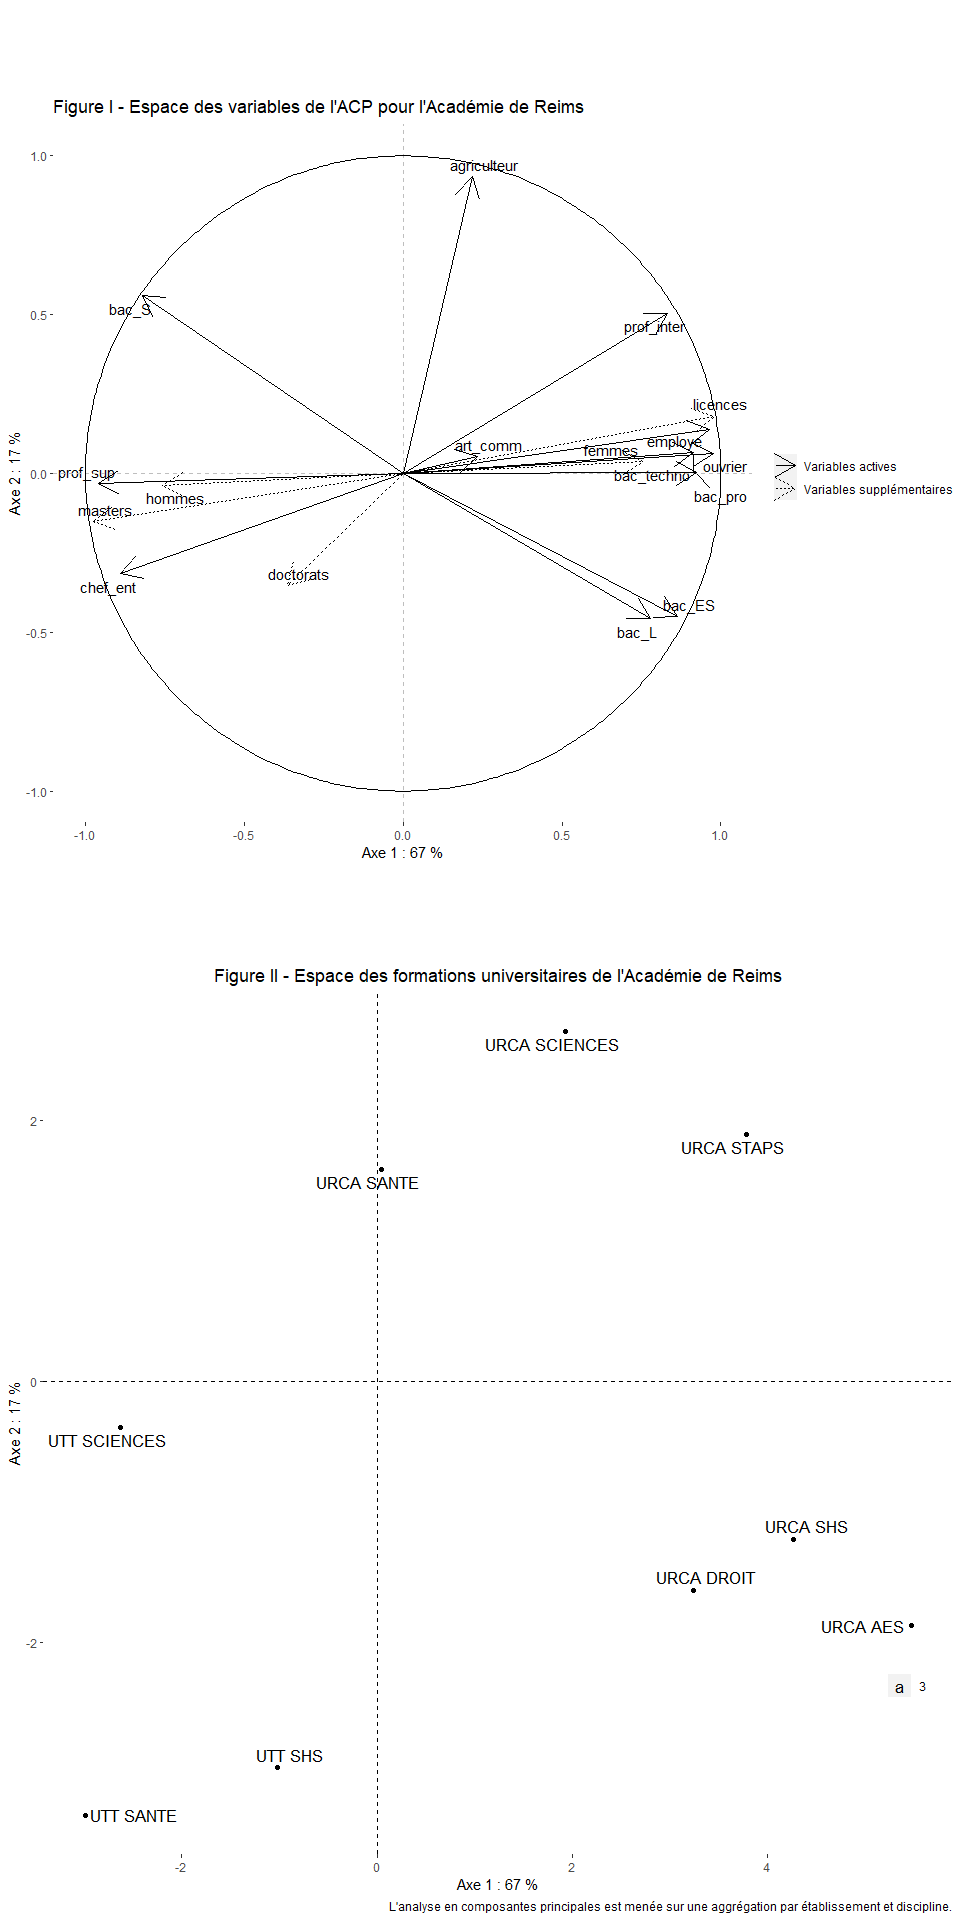 Figure I - Espace des variables de l'ACP pour l'Académie de Reims
1.0
agriculteur
bac_S
0.5
prof_inter
licences
art_comm
employe
femmes
Axe 2 : 17 %
0.0
prof_sup
ouvrier
Variables actives
bac_techno
hommes
bac_pro
Variables supplémentaires
masters
doctorats
chef_ent
bac_ES
-0.5
bac_L
-1.0
-1.0 -0.5 0.0 0.5 1.0
Axe 1 : 67 %
Figure II - Espace des formations universitaires de l'Académie de Reims
URCA SCIENCES
2
URCA STAPS
URCA SANTE
0
Axe 2 : 17 %
UTT SCIENCES
URCA SHS
URCA DROIT
URCA AES
-2
a 3
UTT SHS
UTT SANTE
-2 0 2 4
Axe 1 : 67 %
L'analyse en composantes principales est menée sur une aggrégation par établissement et discipline.